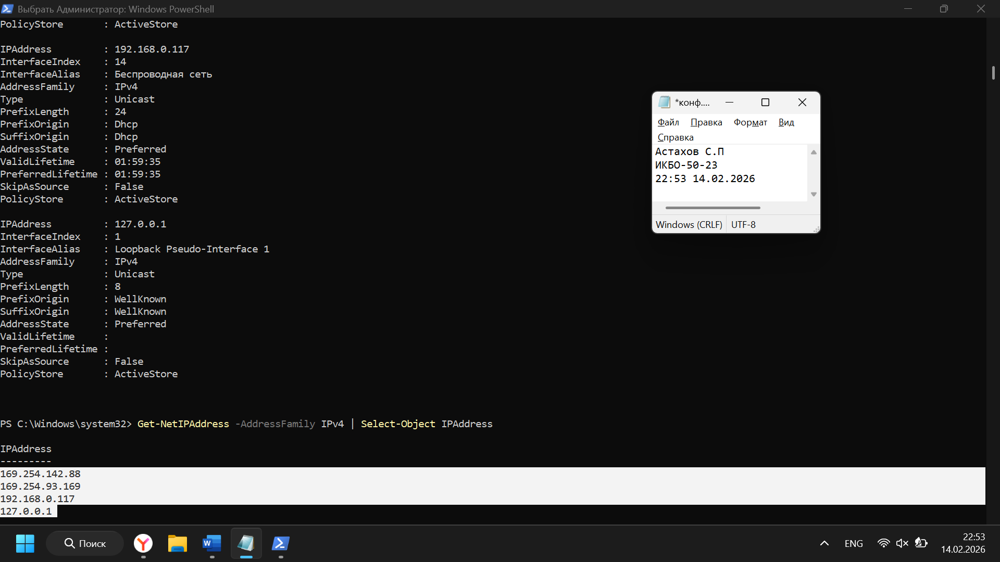 Выбрать Администратор: Windows PowerShell
PolicyStore : ActiveStore
IPAddress : 192.168.0.117
InterfaceIndex : 14
InterfaceAlias : Беспроводная сеть
AddressFamily : IPv4
Type : Unicast
PrefixLength : 24
PrefixOrigin : Dhcp
SuffixOrigin : Dhcp
AddressState : Preferred
ValidLifetime : 01:59:35
PreferredLifetime : 01:59:35
SkipAsSource : False
PolicyStore : ActiveStore
IPAddress : 127.0.0.1
InterfaceIndex : 1
InterfaceAlias : Loopback Pseudo-Interface 1
AddressFamily : IPv4
Type : Unicast
PrefixLength : 8
PrefixOrigin : WellKnown
SuffixOrigin : WellKnown
AddressState : Preferred
ValidLifetime :
PreferredLifetime :
SkipAsSource : False
PolicyStore : ActiveStore
PS C:\Windows\system32> Get-NetIPAddress -AddressFamily IPv4 | Select-Object IPAddress
IPAddress
---------
169.254.142.88
169.254.93.169
192.168.0.117
127.0.0.1
*конф....
Файл Правка Формат Вид
Справка
Астахов С.П
ИКБО-50-23
22:53 14.02.2026
Windows (CRLF) UTF-8
Поиск
ENG
22:53
14.02.2026